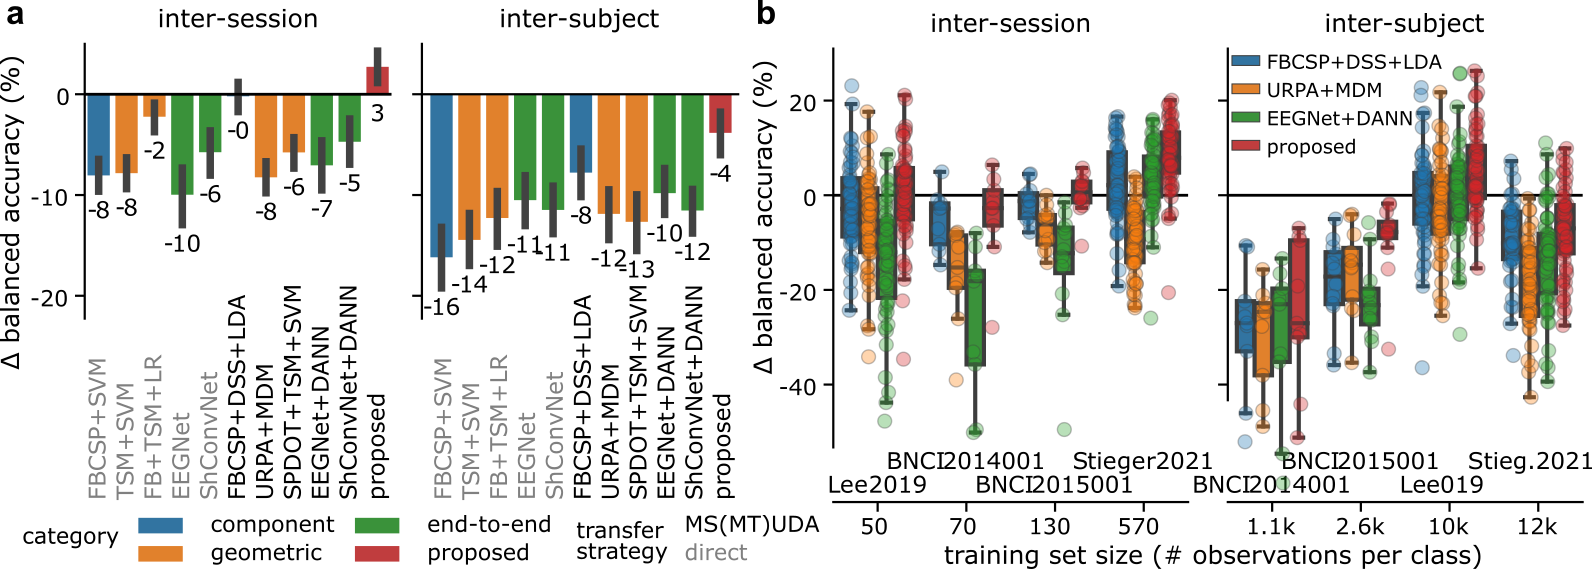 a
inter-session
inter-subject
Δ balanced accuracy (%)
0
-10
-20
-8
-8
-2
-10
-6
-0
-8
-6
-7
-5
3
-16
-14
-12
-11
-11
-8
-12
-13
-10
-12
-4
FBCSP+SVM
TSM+SVM
FB+TSM+LR
EEGNet
ShConvNet
FBCSP+DSS+LDA
URPA+MDM
SPDOT+TSM+SVM
EEGNet+DANN
ShConvNet+DANN
proposed
FBCSP+SVM
TSM+SVM
FB+TSM+LR
EEGNet
ShConvNet
FBCSP+DSS+LDA
URPA+MDM
SPDOT+TSM+SVM
EEGNet+DANN
ShConvNet+DANN
proposed
category
component
geometric
end-to-end
proposed
transfer
strategy
MS(MT)UDA
direct
b
inter-session
inter-subject
Δ balanced accuracy (%)
20
0
-20
-40
FBCSP+DSS+LDA
URPA+MDM
EEGNet+DANN
proposed
BNCI2014001
Stieger2021
Lee2019
BNCI2015001
BNCI2015001
Stieg.2021
BNCI2014001
Lee019
50
70
130
570
1.1k
2.6k
10k
12k
training set size (# observations per class)